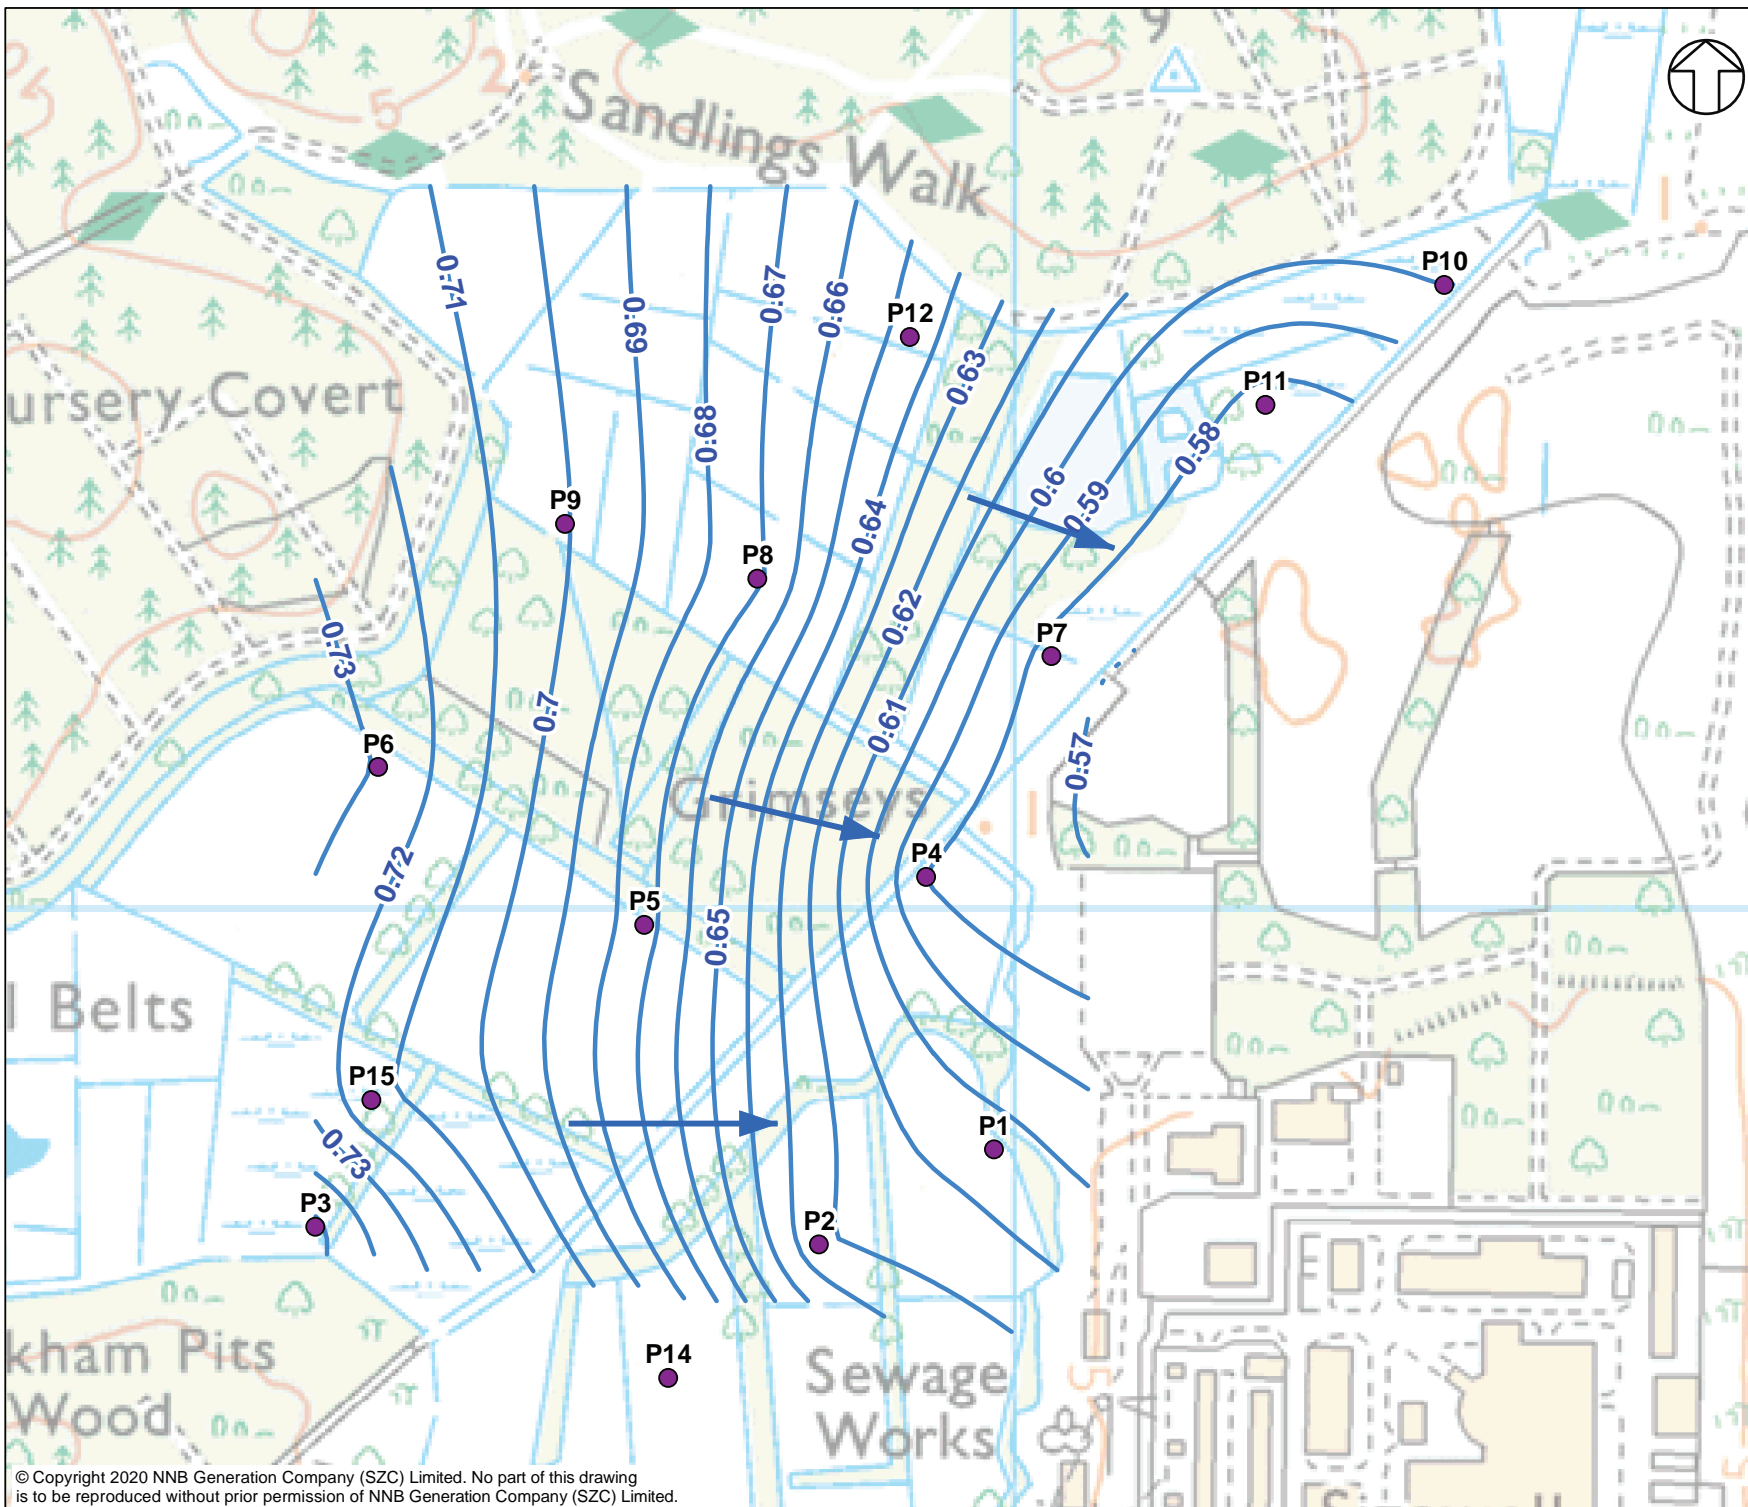 9
2
5
Sandlings Walk
P10
0.71
0.69
0.67
0.66
P12
0.63
P11
ursery Covert
0.68
0.58
0.6
0.59
P9
0.64
P8
0.62
P7
0.73
0.7
0.61
0.57
P6
Grimseys
P4
0.72
P5
0.65
l Belts
P15
P1
0.73
P3
P2
P14
kham Pits
Wood
Sewage
Works
5
© Copyright 2020 NNB Generation Company (SZC) Limited. No part of this drawing
is to be reproduced without prior permission of NNB Generation Company (SZC) Limited.